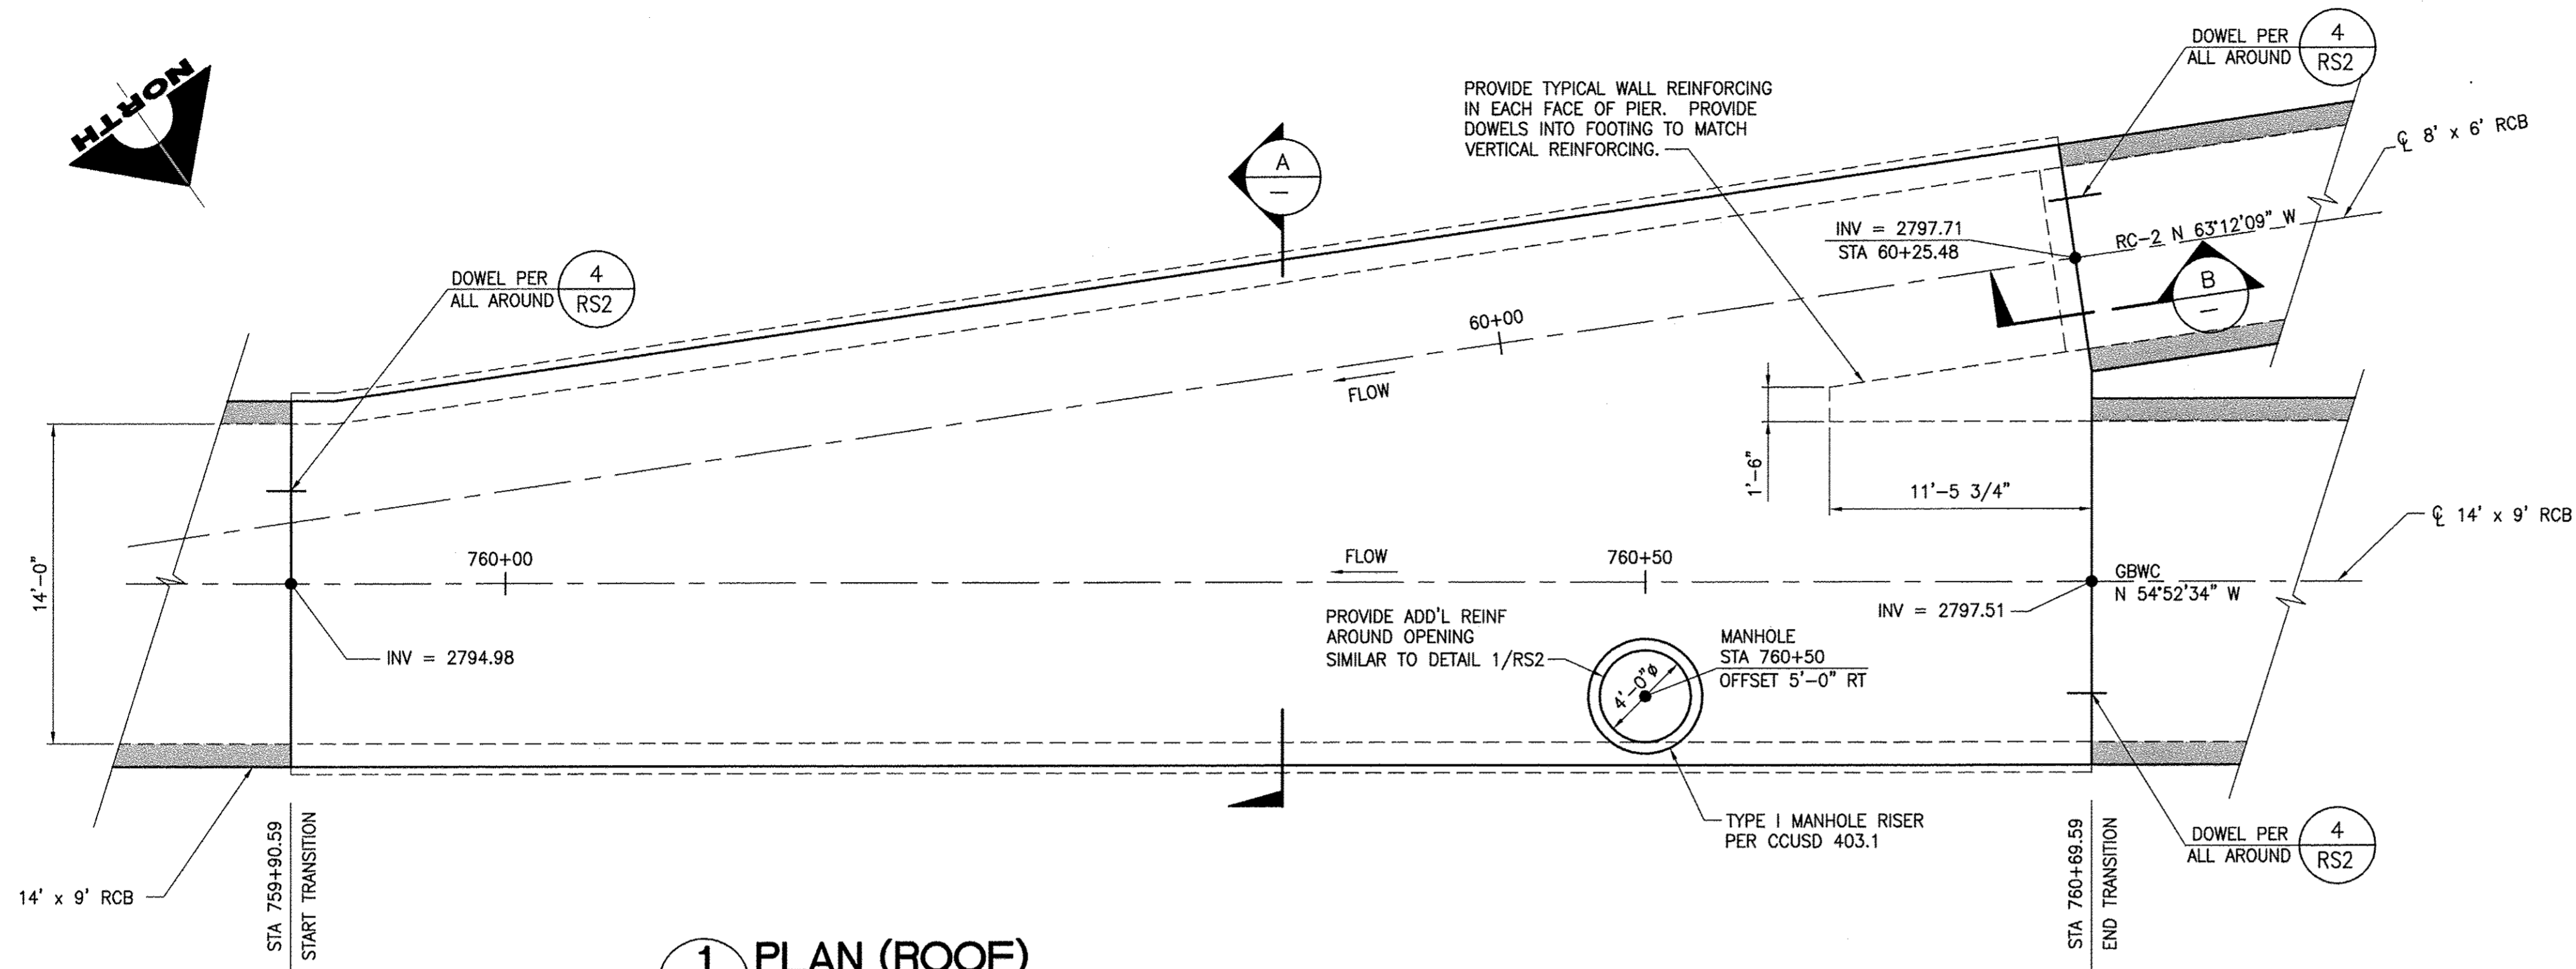 NORTH
DOWEL PER
ALL AROUND
4
RS2
PROVIDE TYPICAL WALL REINFORCING
IN EACH FACE OF PIER.  PROVIDE
DOWELS INTO FOOTING TO MATCH
VERTICAL REINFORCING.
℄ 8' x 6' RCB
A
—
INV = 2797.71
STA 60+25.48
RC-2 N 63°12'09" W
B
—
DOWEL PER
ALL AROUND
4
RS2
60+00
FLOW
1'-6"
11'-5 3/4"
℄ 14' x 9' RCB
14'-0"
760+00
FLOW
760+50
GBWC
N 54°52'34" W
INV = 2797.51
INV = 2794.98
PROVIDE ADD'L REINF
AROUND OPENING
SIMILAR TO DETAIL 1/RS2
4'-0"ϕ
MANHOLE
STA 760+50
OFFSET 5'-0" RT
TYPE I MANHOLE RISER
PER CCUSD 403.1
DOWEL PER
ALL AROUND
4
RS2
14' x 9' RCB
STA 759+90.59
START TRANSITION
STA 760+69.59
END TRANSITION
1
PLAN (ROOF)